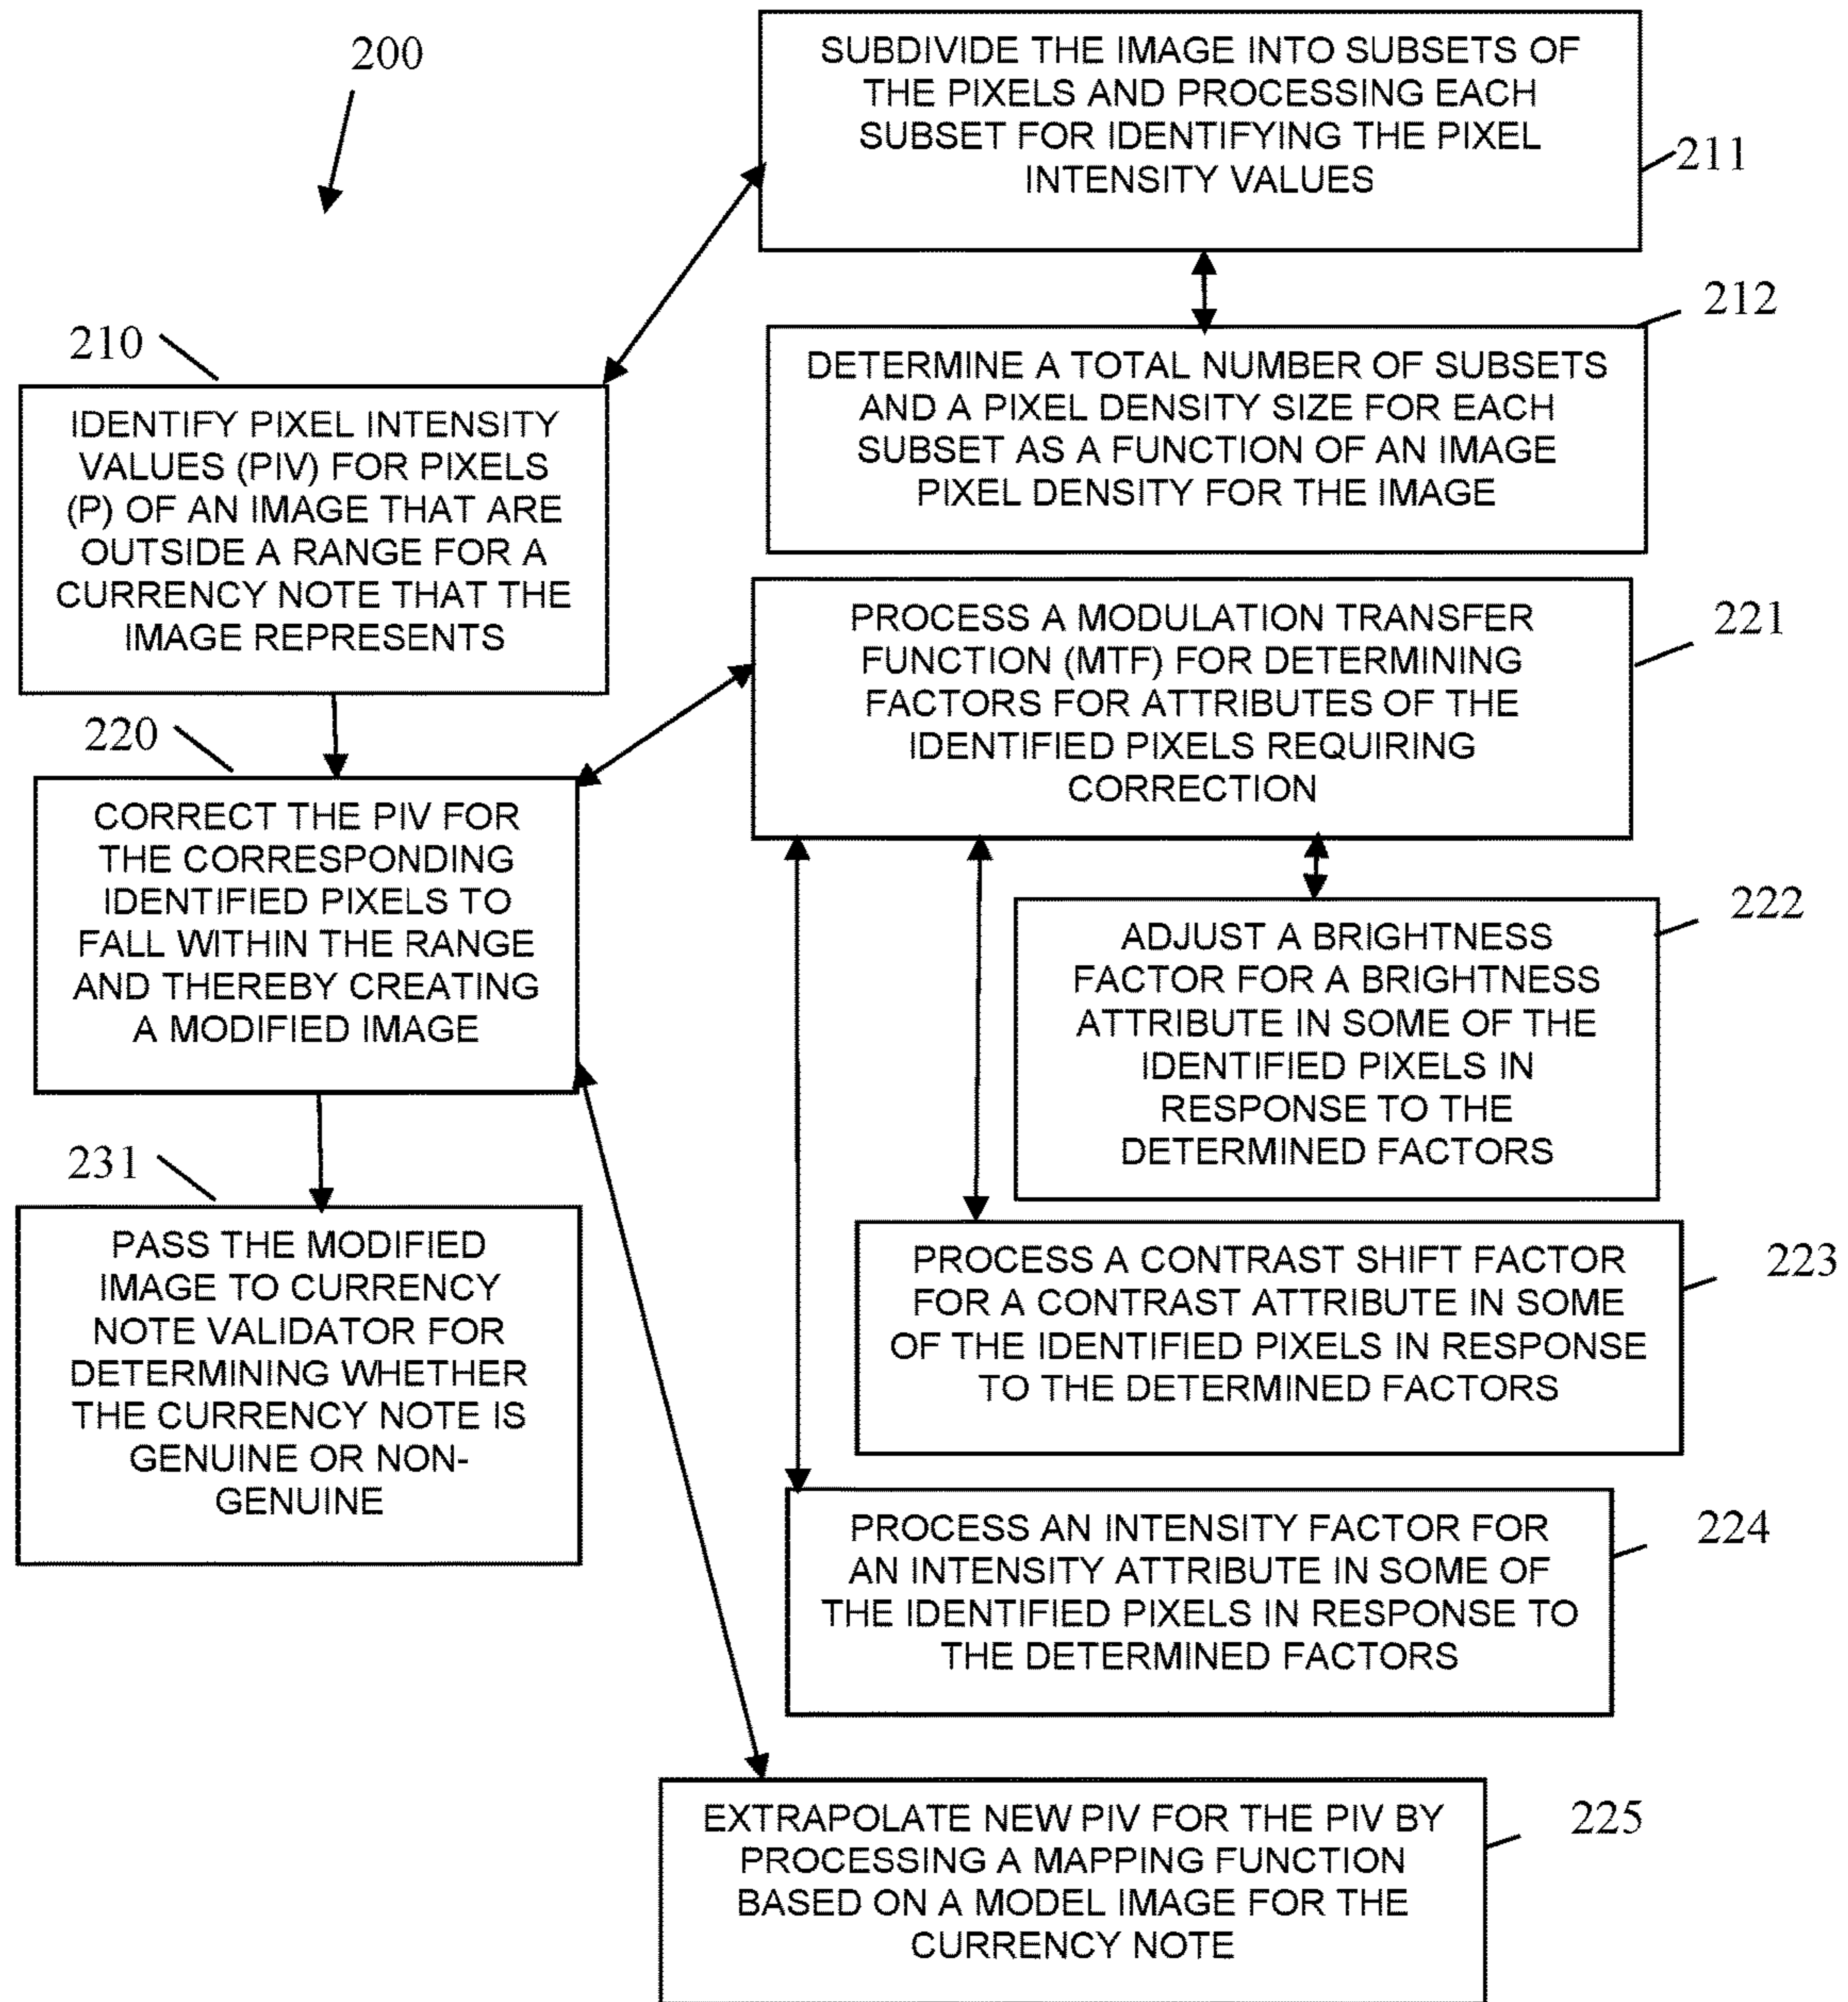 200
SUBDIVIDE THE IMAGE INTO SUBSETS OF
THE PIXELS AND PROCESSING EACH
SUBSET FOR IDENTIFYING THE PIXEL
INTENSITY VALUES
211
212
DETERMINE A TOTAL NUMBER OF SUBSETS
AND A PIXEL DENSITY SIZE FOR EACH
SUBSET AS A FUNCTION OF AN IMAGE
PIXEL DENSITY FOR THE IMAGE
210
IDENTIFY PIXEL INTENSITY
VALUES (PIV) FOR PIXELS
(P) OF AN IMAGE THAT ARE
OUTSIDE A RANGE FOR A
CURRENCY NOTE THAT THE
IMAGE REPRESENTS
221
PROCESS A MODULATION TRANSFER
FUNCTION (MTF) FOR DETERMINING
FACTORS FOR ATTRIBUTES OF THE
IDENTIFIED PIXELS REQUIRING
CORRECTION
220
CORRECT THE PIV FOR
THE CORRESPONDING
IDENTIFIED PIXELS TO
FALL WITHIN THE RANGE
AND THEREBY CREATING
A MODIFIED IMAGE
222
ADJUST A BRIGHTNESS
FACTOR FOR A BRIGHTNESS
ATTRIBUTE IN SOME OF THE
IDENTIFIED PIXELS IN
RESPONSE TO THE
DETERMINED FACTORS
231
PASS THE MODIFIED
IMAGE TO CURRENCY
NOTE VALIDATOR FOR
DETERMINING WHETHER
THE CURRENCY NOTE IS
GENUINE OR NON-
GENUINE
223
PROCESS A CONTRAST SHIFT FACTOR
FOR A CONTRAST ATTRIBUTE IN SOME
OF THE IDENTIFIED PIXELS IN RESPONSE
TO THE DETERMINED FACTORS
224
PROCESS AN INTENSITY FACTOR FOR
AN INTENSITY ATTRIBUTE IN SOME OF
THE IDENTIFIED PIXELS IN RESPONSE TO
THE DETERMINED FACTORS
225
EXTRAPOLATE NEW PIV FOR THE PIV BY
PROCESSING A MAPPING FUNCTION
BASED ON A MODEL IMAGE FOR THE
CURRENCY NOTE